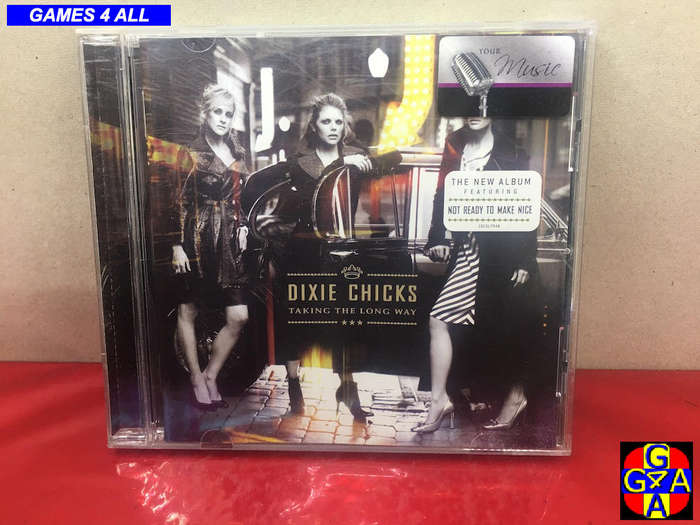 GAMES 4 ALL
YOUR
Music
THE NEW ALBUM
FEATURING
NOT READY TO MAKE NICE
DIXIE CHICKS
TAKING THE LONG WAY
G
G4A
A